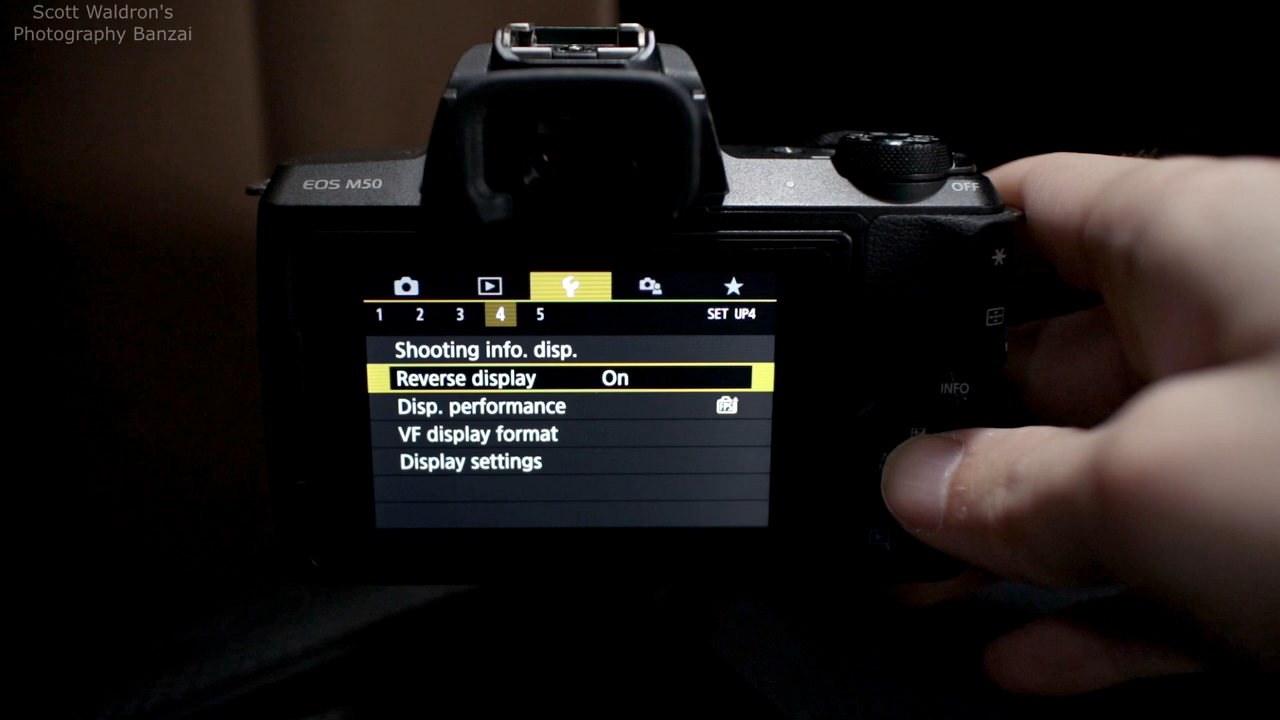 Scott Waldron's
Photography Banzai
EOS M50
OFF
1 2 3 4 5 SET UP4
Shooting info. disp.
Reverse display On
Disp. performance
VF display format
Display settings
INFO